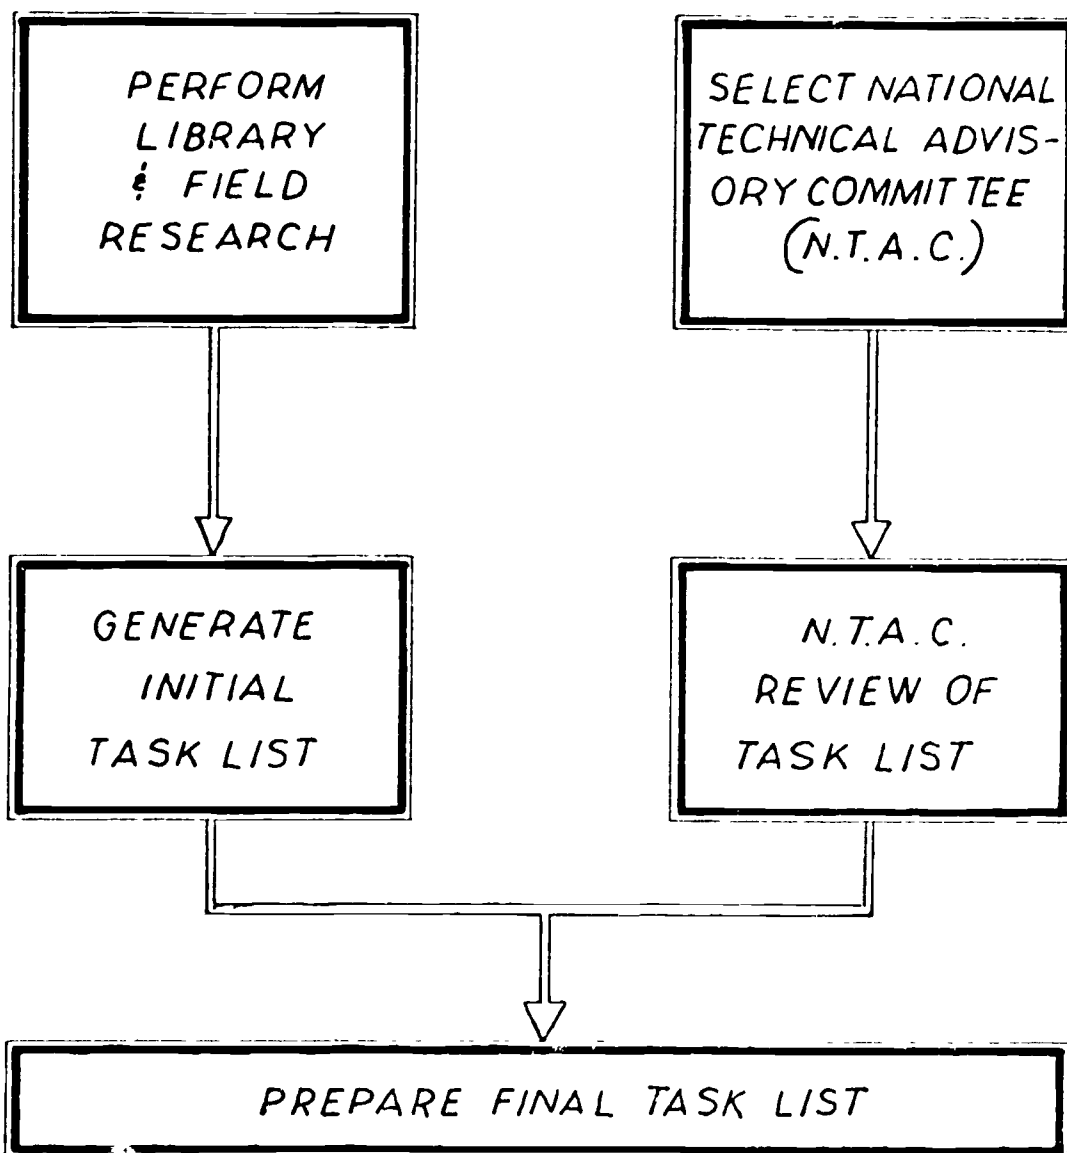 PERFORM
LIBRARY
& FIELD
RESEARCH
SELECT NATIONAL
TECHNICAL ADVIS-
ORY COMMITTEE
(N.T.A.C.)
GENERATE
INITIAL
TASK LIST
N.T.A.C.
REVIEW OF
TASK LIST
PREPARE FINAL TASK LIST